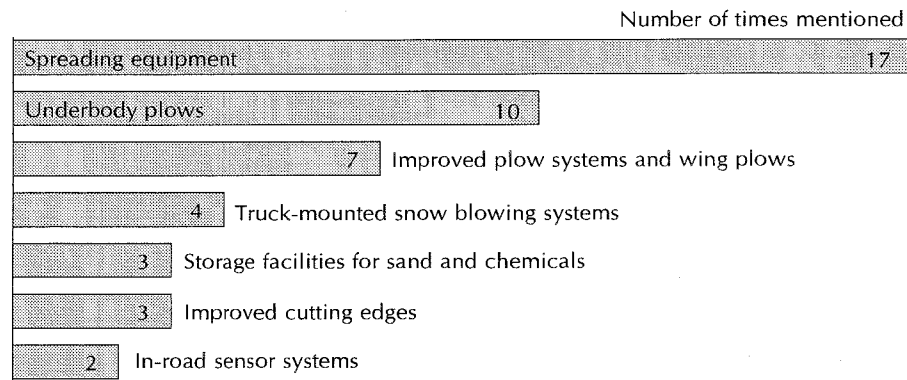 Number of times mentioned
Spreading equipment 17
Underbody plows 10
7 Improved plow systems and wing plows
4 Truck-mounted snow blowing systems
3 Storage facilities for sand and chemicals
3 Improved cutting edges
2 In-road sensor systems